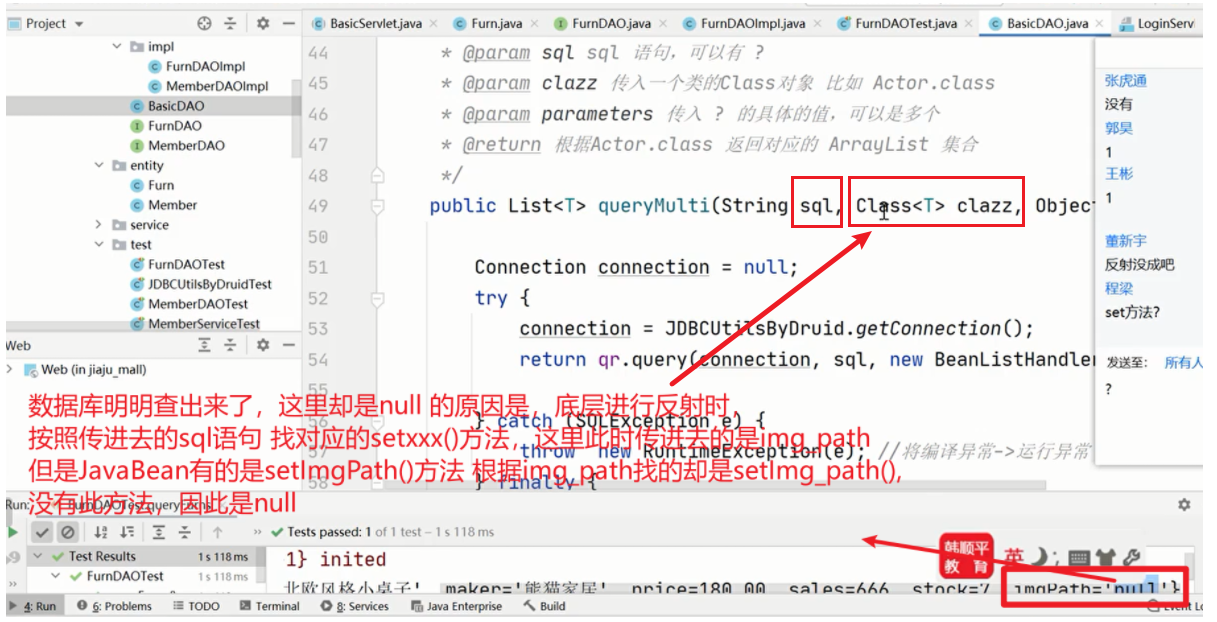 Project
BasicServlet.java
Furn.java
FurnDAO.java
FurnDAOImpl.java
FurnDAOTest.java
BasicDAO.java
LoginServ
impl
FurnDAOImpl
MemberDAOImpl
BasicDAO
FurnDAO
MemberDAO
entity
Furn
Member
service
test
FurnDAOTest
JDBCUtilsByDruidTest
MemberDAOTest
MemberServiceTest
Web
Web (in jiaju_mall)
44 * @param sql sql 语句，可以有 ?
45 * @param clazz 传入一个类的Class对象 比如 Actor.class
46 * @param parameters 传入 ? 的具体的值，可以是多个
47 * @return 根据Actor.class 返回对应的 ArrayList 集合
48 */
49 public List<T> queryMulti(String sql, Class<T> clazz, Object
50
51 Connection connection = null;
52 try {
53 connection = JDBCUtilsByDruid.getConnection();
54 return qr.query(connection, sql, new BeanListHandler
55
56 } catch (SQLException e) {
57 throw new RuntimeException(e); //将编译异常->运行异常
58 } finally {
张虎通
没有
郭昊
1
王彬
1
董新宇
反射没成吧
程梁
set方法?
发送至: 所有人
?
数据库明明查出来了，这里却是null 的原因是，底层进行反射时，
按照传进去的sql语句 找对应的setxxx()方法，这里此时传进去的是img_path
但是JavaBean有的是setImgPath()方法 根据img_path找的却是setImg_path(),
没有此方法，因此是null
Run:
Tests passed: 1 of 1 test – 1 s 118 ms
Test Results 1 s 118 ms
FurnDAOTest 1 s 118 ms
1} inited
北欧风格小桌子', maker='熊猫家居', price=180.00, sales=666, stock=7, imgPath='null'}
韩顺平
教育
英
4: Run
6: Problems
TODO
Terminal
8: Services
Java Enterprise
Build
Event Lo